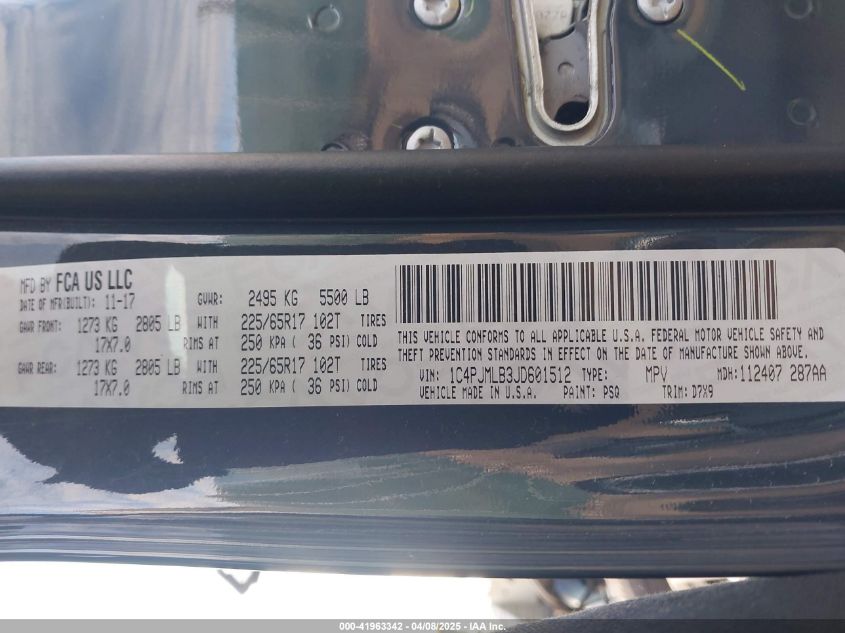 MFD BY FCA US LLC
DATE OF MFR(BUILT): 11-17 GVWR: 2495 KG 5500 LB
GAWR FRONT: 1273 KG 2805 LB WITH 225/65R17 102T TIRES
17X7.0 RIMS AT 250 KPA ( 36 PSI) COLD
GAWR REAR: 1273 KG 2805 LB WITH 225/65R17 102T TIRES
17X7.0 RIMS AT 250 KPA ( 36 PSI) COLD
THIS VEHICLE CONFORMS TO ALL APPLICABLE U.S.A. FEDERAL MOTOR VEHICLE SAFETY AND
THEFT PREVENTION STANDARDS IN EFFECT ON THE DATE OF MANUFACTURE SHOWN ABOVE.
VIN: 1C4PJMLB3JD601512 TYPE: MPV MDH: 112407 287AA
VEHICLE MADE IN U.S.A. PAINT: PSQ TRIM: D7X9
000-41963342 - 04/08/2025 - Copyright © 2025 IAA, Inc.